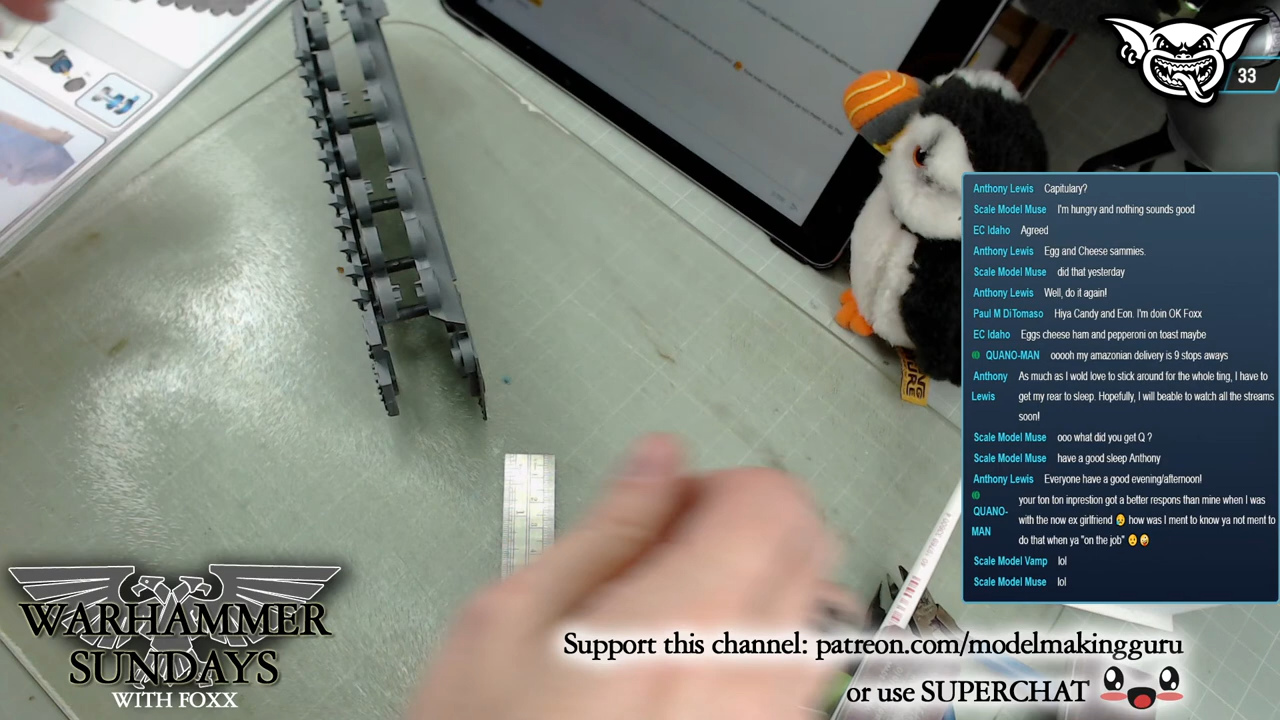 33
Anthony Lewis Capitulary?
Scale Model Muse I'm hungry and nothing sounds good
EC Idaho Agreed
Anthony Lewis Egg and Cheese sammies.
Scale Model Muse did that yesterday
Anthony Lewis Well, do it again!
Paul M DiTomaso Hiya Candy and Eon. I'm doin OK Foxx
EC Idaho Eggs cheese ham and pepperoni on toast maybe
QUANO-MAN ooooh my amazonian delivery is 9 stops aways
Anthony Lewis As much as I wold love to stick around for the whole ting, I have to
get my rear to sleep. Hopefully, I will beable to watch all the streams
soon!
Scale Model Muse ooo what did you get Q ?
Scale Model Muse have a good sleep Anthony
Anthony Lewis Everyone have a good evening/afternoon!
QUANO-MAN your ton ton inprestion got a better respons than mine when I was
with the now ex girlfriend 😥 how was I ment to know ya not ment to
do that when ya "on the job"
Scale Model Vamp lol
Scale Model Muse lol
WARHAMMER
SUNDAYS
WITH FOXX
Support this channel: patreon.com/modelmakingguru
or use SUPERCHAT